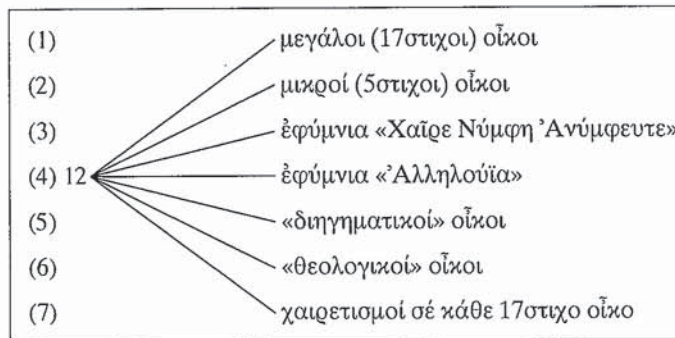 (1) μεγάλοι (17στιχοι) οἶκοι
(2) μικροί (5στιχοι) οἶκοι
(3) ἐφύμνια «Χαῖρε Νύμφη Ἀνύμφευτε»
(4) 12 ἐφύμνια «Ἀλληλούϊα»
(5) «διηγηματικοί» οἶκοι
(6) «θεολογικοί» οἶκοι
(7) χαιρετισμοί σέ κάθε 17στιχο οἶκο